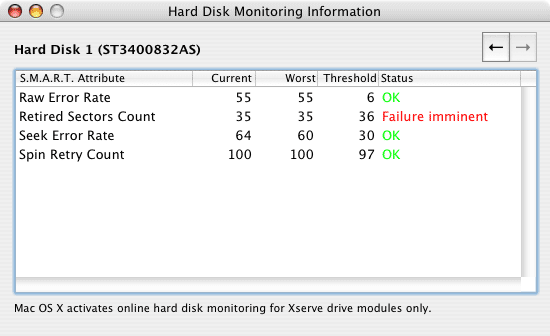 Hard Disk Monitoring Information
Hard Disk 1 (ST3400832AS)
S.M.A.R.T. Attribute Current Worst Threshold Status
Raw Error Rate 55 55 6 OK
Retired Sectors Count 35 35 36 Failure imminent
Seek Error Rate 64 60 30 OK
Spin Retry Count 100 100 97 OK
Mac OS X activates online hard disk monitoring for Xserve drive modules only.